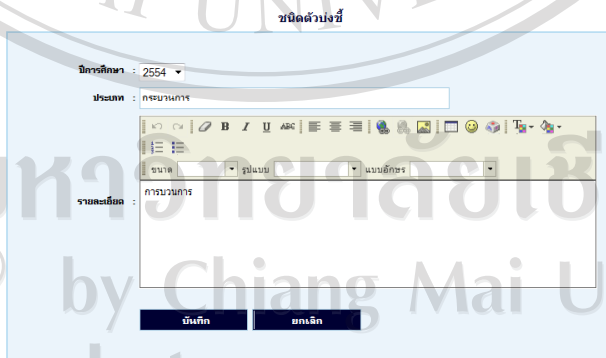 ชนิดตัวบ่งชี้
ปีการศึกษา : 2554
ประเภท : กระบวนการ
B I U ABC
ขนาด รูปแบบ แบบอักษร
รายละเอียด : การบวนการ
บันทึก ยกเลิก
by Chiang Mai U